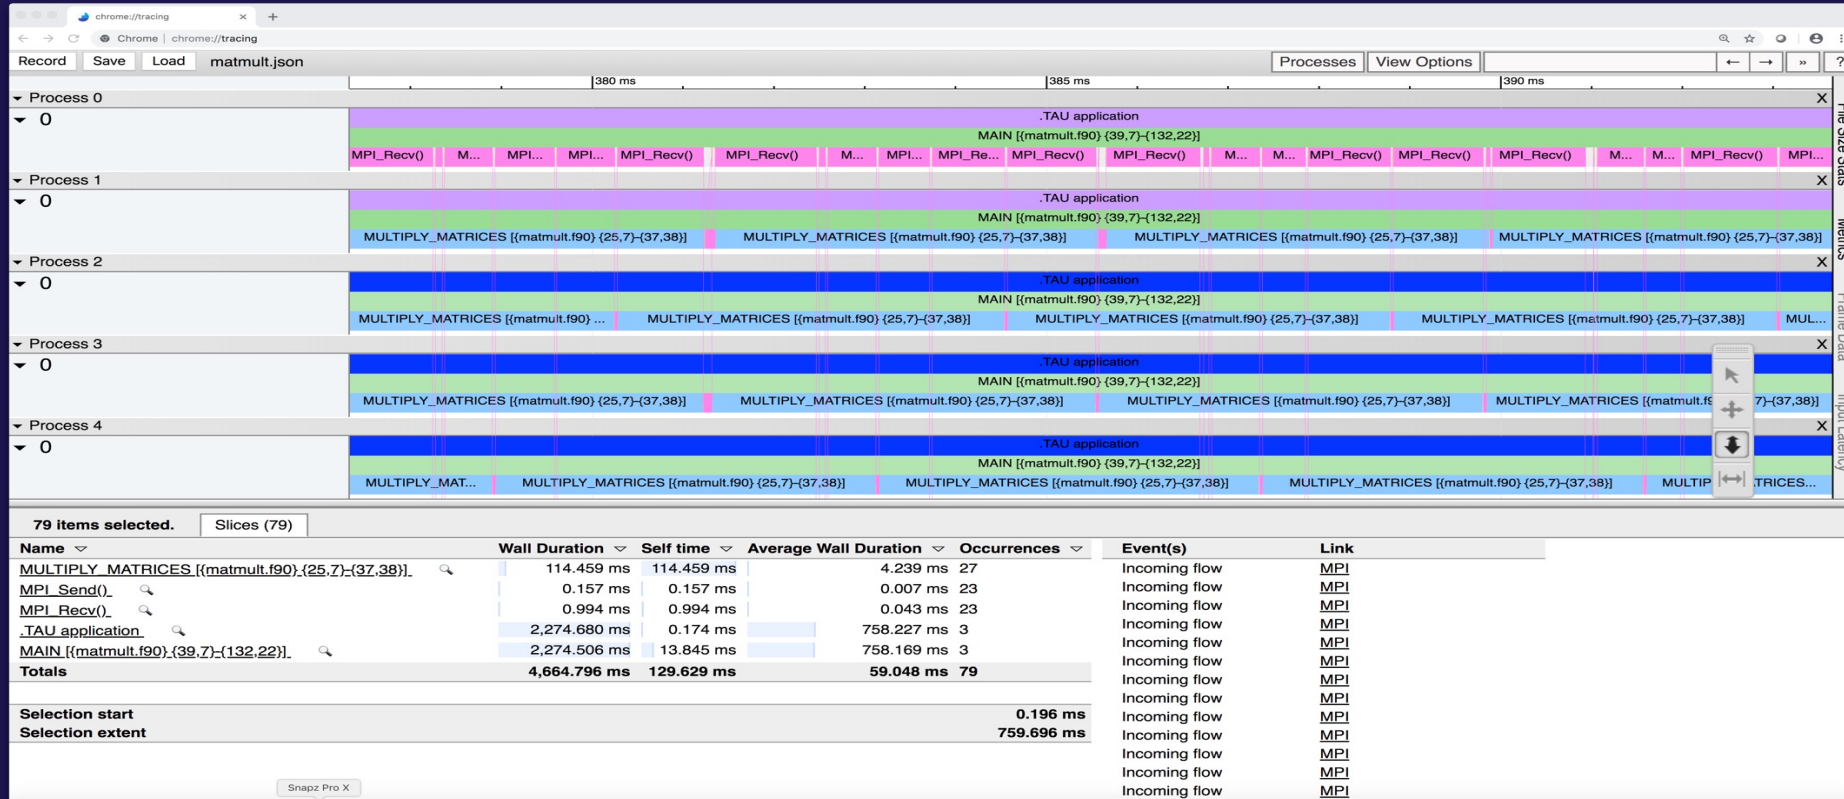 chrome://tracing × +
Chrome | chrome://tracing
Record Save Load matmult.json Processes View Options ← → » ?
380 ms 385 ms 390 ms
Process 0 X
0
.TAU application
MAIN [{matmult.f90} {39,7}-{132,22}]
MPI_Recv() M... MPI... MPI... MPI_Recv() MPI_Recv() M... MPI... MPI_Re... MPI_Recv() MPI_Recv() M... M... MPI_Recv() MPI_Recv() MPI_Recv() M... M... MPI_Recv() MPI...
Process 1 X
0
.TAU application
MAIN [{matmult.f90} {39,7}-{132,22}]
MULTIPLY_MATRICES [{matmult.f90} {25,7}-{37,38}] MULTIPLY_MATRICES [{matmult.f90} {25,7}-{37,38}] MULTIPLY_MATRICES [{matmult.f90} {25,7}-{37,38}] MULTIPLY_MATRICES [{matmult.f90} {25,7}-{37,38}]
Process 2 X
0
.TAU application
MAIN [{matmult.f90} {39,7}-{132,22}]
MULTIPLY_MATRICES [{matmult.f90} ... MULTIPLY_MATRICES [{matmult.f90} {25,7}-{37,38}] MULTIPLY_MATRICES [{matmult.f90} {25,7}-{37,38}] MULTIPLY_MATRICES [{matmult.f90} {25,7}-{37,38}] MUL...
Process 3 X
0
.TAU application
MAIN [{matmult.f90} {39,7}-{132,22}]
MULTIPLY_MATRICES [{matmult.f90} {25,7}-{37,38}] MULTIPLY_MATRICES [{matmult.f90} {25,7}-{37,38}] MULTIPLY_MATRICES [{matmult.f90} {25,7}-{37,38}] MULTIPLY_MATRICES [{matmult.f9 7}-{37,38}]
Process 4 X
0
.TAU application
MAIN [{matmult.f90} {39,7}-{132,22}]
MULTIPLY_MAT... MULTIPLY_MATRICES [{matmult.f90} {25,7}-{37,38}] MULTIPLY_MATRICES [{matmult.f90} {25,7}-{37,38}] MULTIPLY_MATRICES [{matmult.f90} {25,7}-{37,38}] MULTIP TRICES...
File Size Stats
Metrics
Frame Data
Input Latency
79 items selected. Slices (79)
Name Wall Duration Self time Average Wall Duration Occurrences Event(s) Link
MULTIPLY_MATRICES [{matmult.f90} {25,7}-{37,38}] 114.459 ms 114.459 ms 4.239 ms 27 Incoming flow MPI
MPI_Send() 0.157 ms 0.157 ms 0.007 ms 23 Incoming flow MPI
MPI_Recv() 0.994 ms 0.994 ms 0.043 ms 23 Incoming flow MPI
.TAU application 2,274.680 ms 0.174 ms 758.227 ms 3 Incoming flow MPI
MAIN [{matmult.f90} {39,7}-{132,22}] 2,274.506 ms 13.845 ms 758.169 ms 3 Incoming flow MPI
Totals 4,664.796 ms 129.629 ms 59.048 ms 79 Incoming flow MPI
Incoming flow MPI
Incoming flow MPI
Selection start 0.196 ms Incoming flow MPI
Selection extent 759.696 ms Incoming flow MPI
Incoming flow MPI
Incoming flow MPI
Incoming flow MPI
Snapz Pro X